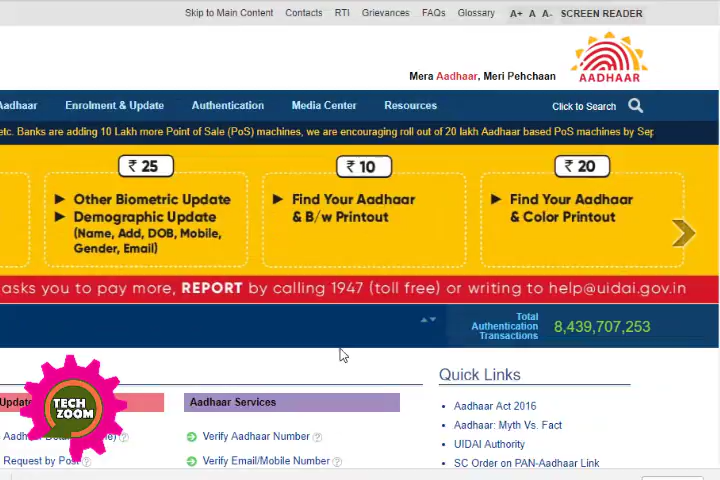 Skip to Main Content Contacts RTI Grievances FAQs Glossary A+ A A- SCREEN READER
Mera Aadhaar, Meri Pehchaan
AADHAAR
Aadhaar Enrolment & Update Authentication Media Center Resources Click to Search
etc. Banks are adding 10 Lakh more Point of Sale (PoS) machines, we are encouraging roll out of 20 lakh Aadhaar based PoS machines by Sep
₹ 25
Other Biometric Update
Demographic Update
(Name, Add, DOB, Mobile,
Gender, Email)
₹ 10
Find Your Aadhaar
& B/w Printout
₹ 20
Find Your Aadhaar
& Color Printout
asks you to pay more, REPORT by calling 1947 (toll free) or writing to help@uidai.gov.in
Total
Authentication
Transactions
8,439,707,253
Update
TECH
ZOOM
Request by Post ?
Aadhaar Services
Verify Aadhaar Number ?
Verify Email/Mobile Number ?
Quick Links
Aadhaar Act 2016
Aadhaar: Myth Vs. Fact
UIDAI Authority
SC Order on PAN-Aadhaar Link